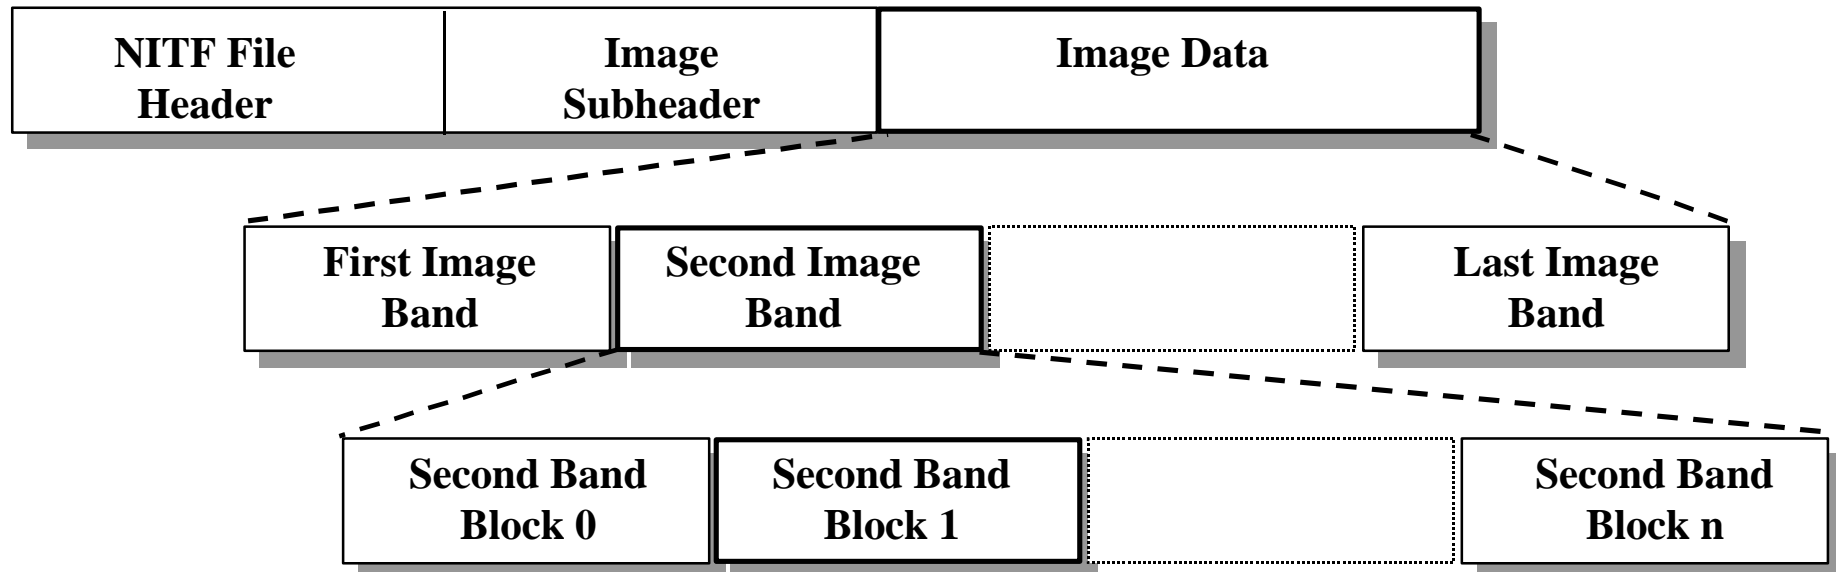 NITF File
Header
Image
Subheader
Image Data
First Image
Band
Second Image
Band
Last Image
Band
Second Band
Block 0
Second Band
Block 1
Second Band
Block n